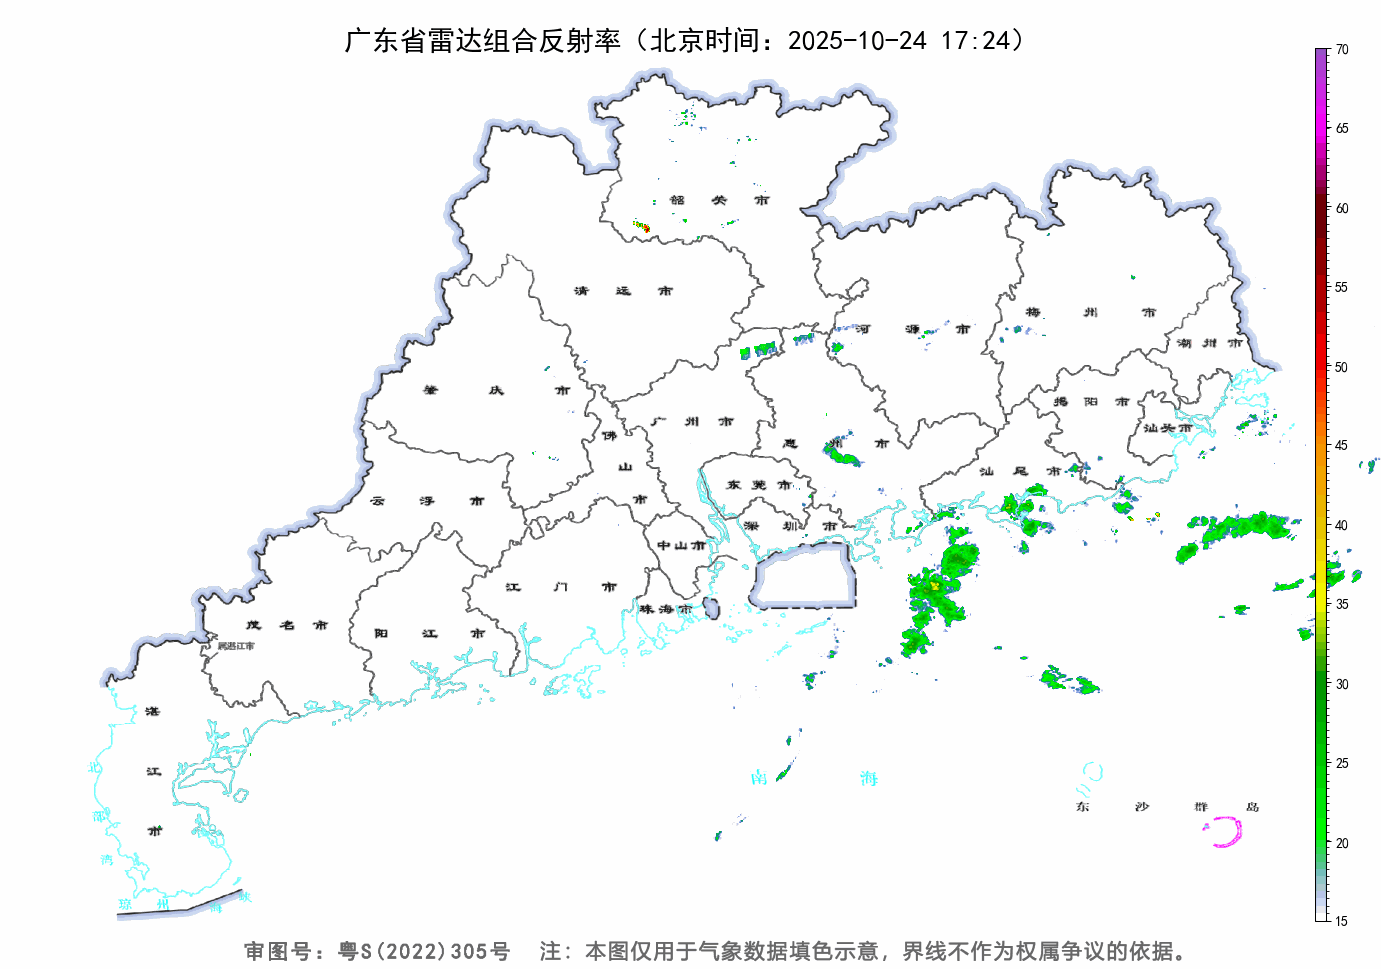 广东省雷达组合反射率（北京时间：2025-10-24 17:24）
70
65
60
55
50
45
40
35
30
25
20
15
韶关市
清远市
河源市
梅州市
潮州市
肇庆市
揭阳市
广州市
汕头市
佛山市
惠州市
汕尾市
东莞市
云浮市
深圳市
中山市
江门市
珠海市
茂名市
阳江市
属湛江市
湛江市
南海
东沙群岛
北部湾
琼州海峡
审图号：粤S(2022)305号 注：本图仅用于气象数据填色示意，界线不作为权属争议的依据。